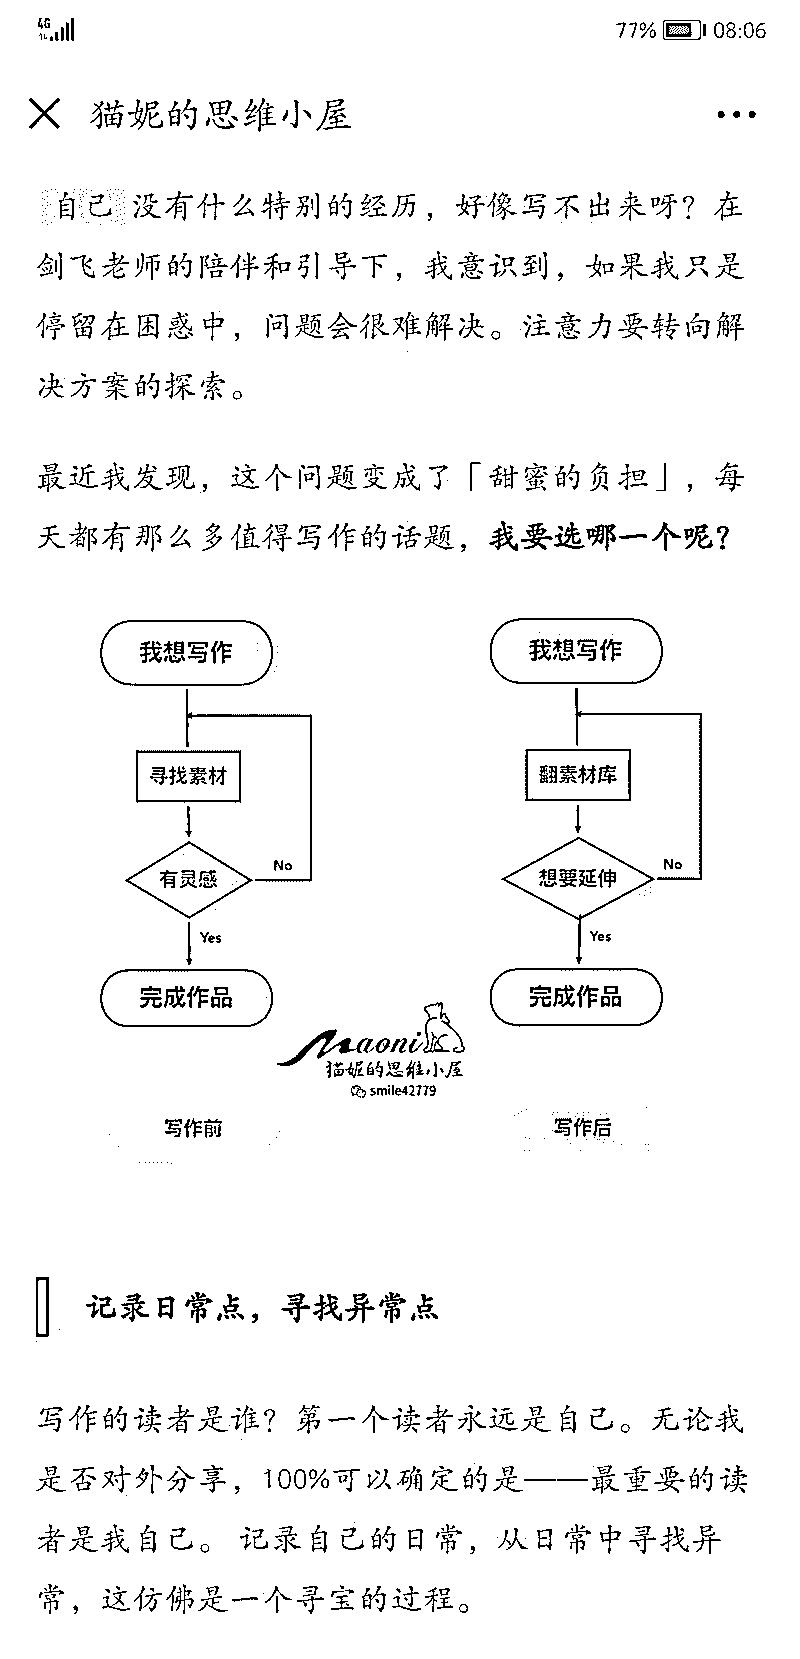 4G
77% 08:06
猫妮的思维小屋
自己 没有什么特别的经历，好像写不出来呀？在
剑飞老师的陪伴和引导下，我意识到，如果我只是
停留在困惑中，问题会很难解决。注意力要转向解
决方案的探索。
最近我发现，这个问题变成了「甜蜜的负担」，每
天都有那么多值得写作的话题，我要选哪一个呢？
我想写作
寻找素材
有灵感
No
Yes
完成作品
写作前
我想写作
翻素材库
想要延伸
No
Yes
完成作品
写作后
Maoni
猫妮的思维小屋
smile42779
记录日常点，寻找异常点
写作的读者是谁？第一个读者永远是自己。无论我
是否对外分享，100%可以确定的是——最重要的读
者是我自己。 记录自己的日常，从日常中寻找异
常，这仿佛是一个寻宝的过程。